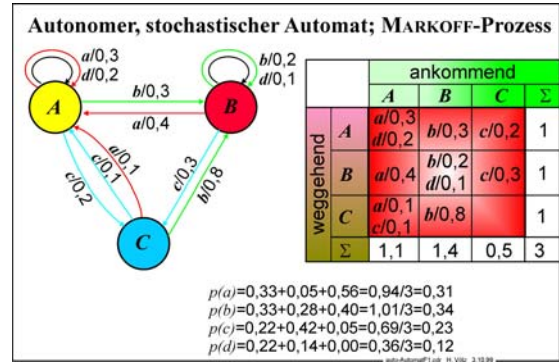 Autonomer, stochastischer Automat; MARKOFF-Prozess
a/0,3
d/0,2
b/0,2
d/0,1
A
b/0,3
a/0,4
B
a/0,1
c/0,1
c/0,2
c/0,3
b/0,8
C
ankommend
A B C Σ
weggehend
A a/0,3 d/0,2 b/0,3 c/0,2 1
B a/0,4 b/0,2 d/0,1 c/0,3 1
C a/0,1 c/0,1 b/0,8 1
Σ 1,1 1,4 0,5 3
p(a)=0,33+0,05+0,56=0,94/3=0,31
p(b)=0,33+0,28+0,40=1,01/3=0,34
p(c)=0,22+0,42+0,05=0,69/3=0,23
p(d)=0,22+0,14+0,00=0,36/3=0,12